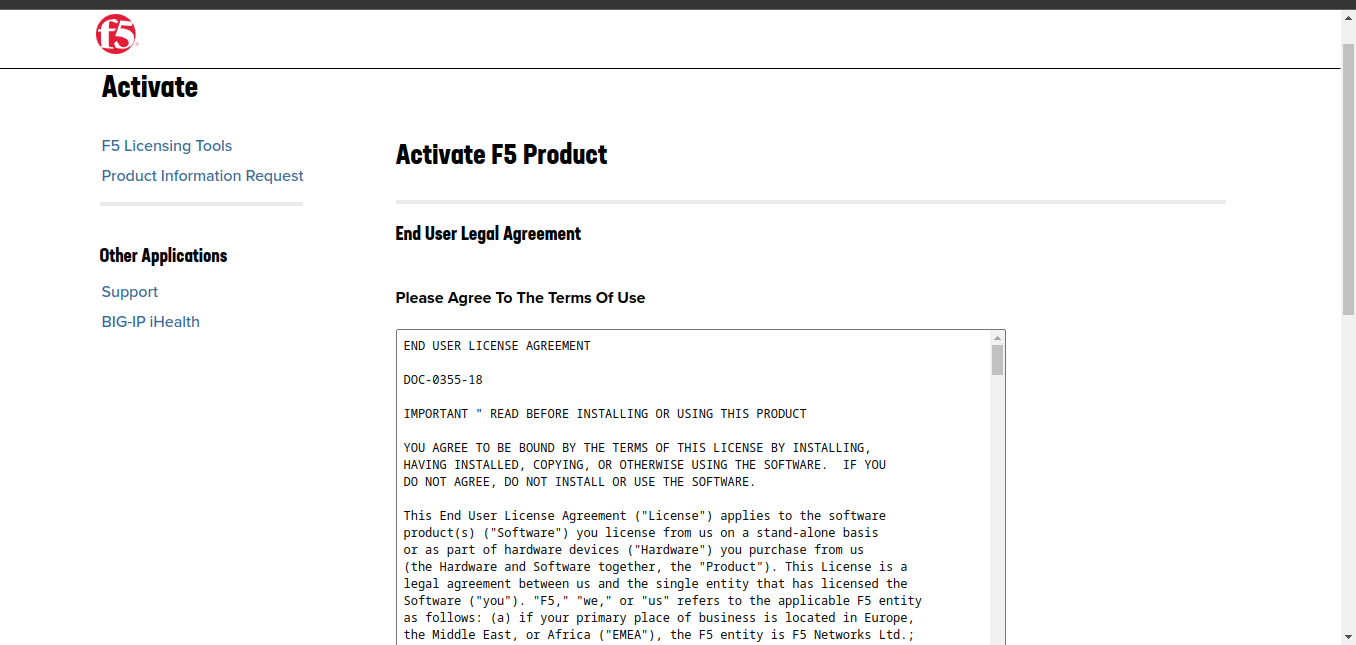 f5
Activate
F5 Licensing Tools
Product Information Request
Other Applications
Support
BIG-IP iHealth
Activate F5 Product
End User Legal Agreement
Please Agree To The Terms Of Use
END USER LICENSE AGREEMENT
DOC-0355-18
IMPORTANT " READ BEFORE INSTALLING OR USING THIS PRODUCT
YOU AGREE TO BE BOUND BY THE TERMS OF THIS LICENSE BY INSTALLING,
HAVING INSTALLED, COPYING, OR OTHERWISE USING THE SOFTWARE.  IF YOU
DO NOT AGREE, DO NOT INSTALL OR USE THE SOFTWARE.
This End User License Agreement ("License") applies to the software
product(s) ("Software") you license from us on a stand-alone basis
or as part of hardware devices ("Hardware") you purchase from us
(the Hardware and Software together, the "Product"). This License is a
legal agreement between us and the single entity that has licensed the
Software ("you"). "F5," "we," or "us" refers to the applicable F5 entity
as follows: (a) if your primary place of business is located in Europe,
the Middle East, or Africa ("EMEA"), the F5 entity is F5 Networks Ltd.;